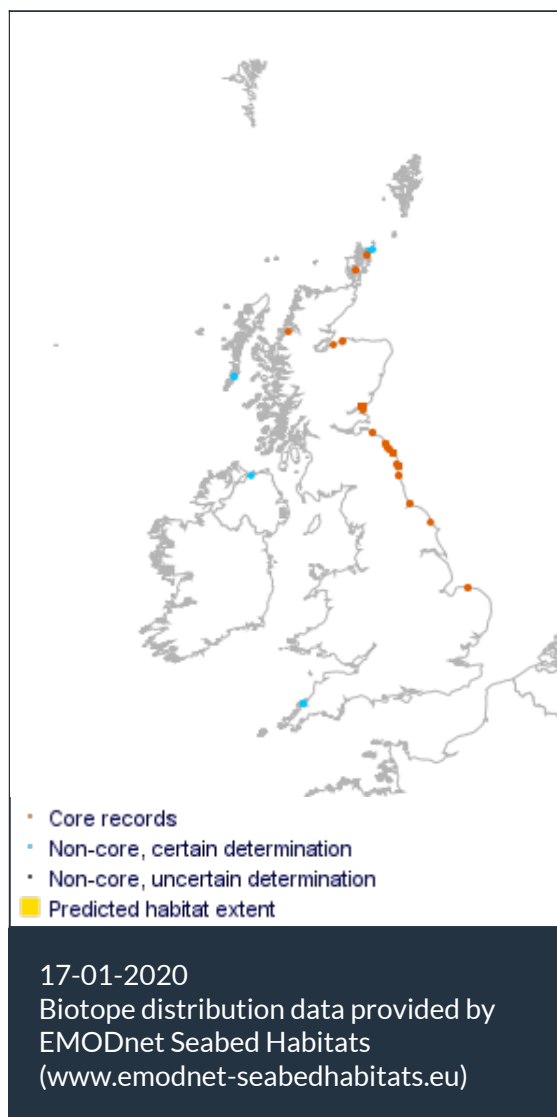 Core records
Non-core, certain determination
Non-core, uncertain determination
Predicted habitat extent
17-01-2020
Biotope distribution data provided by
EMODnet Seabed Habitats
(www.emodnet-seabedhabitats.eu)